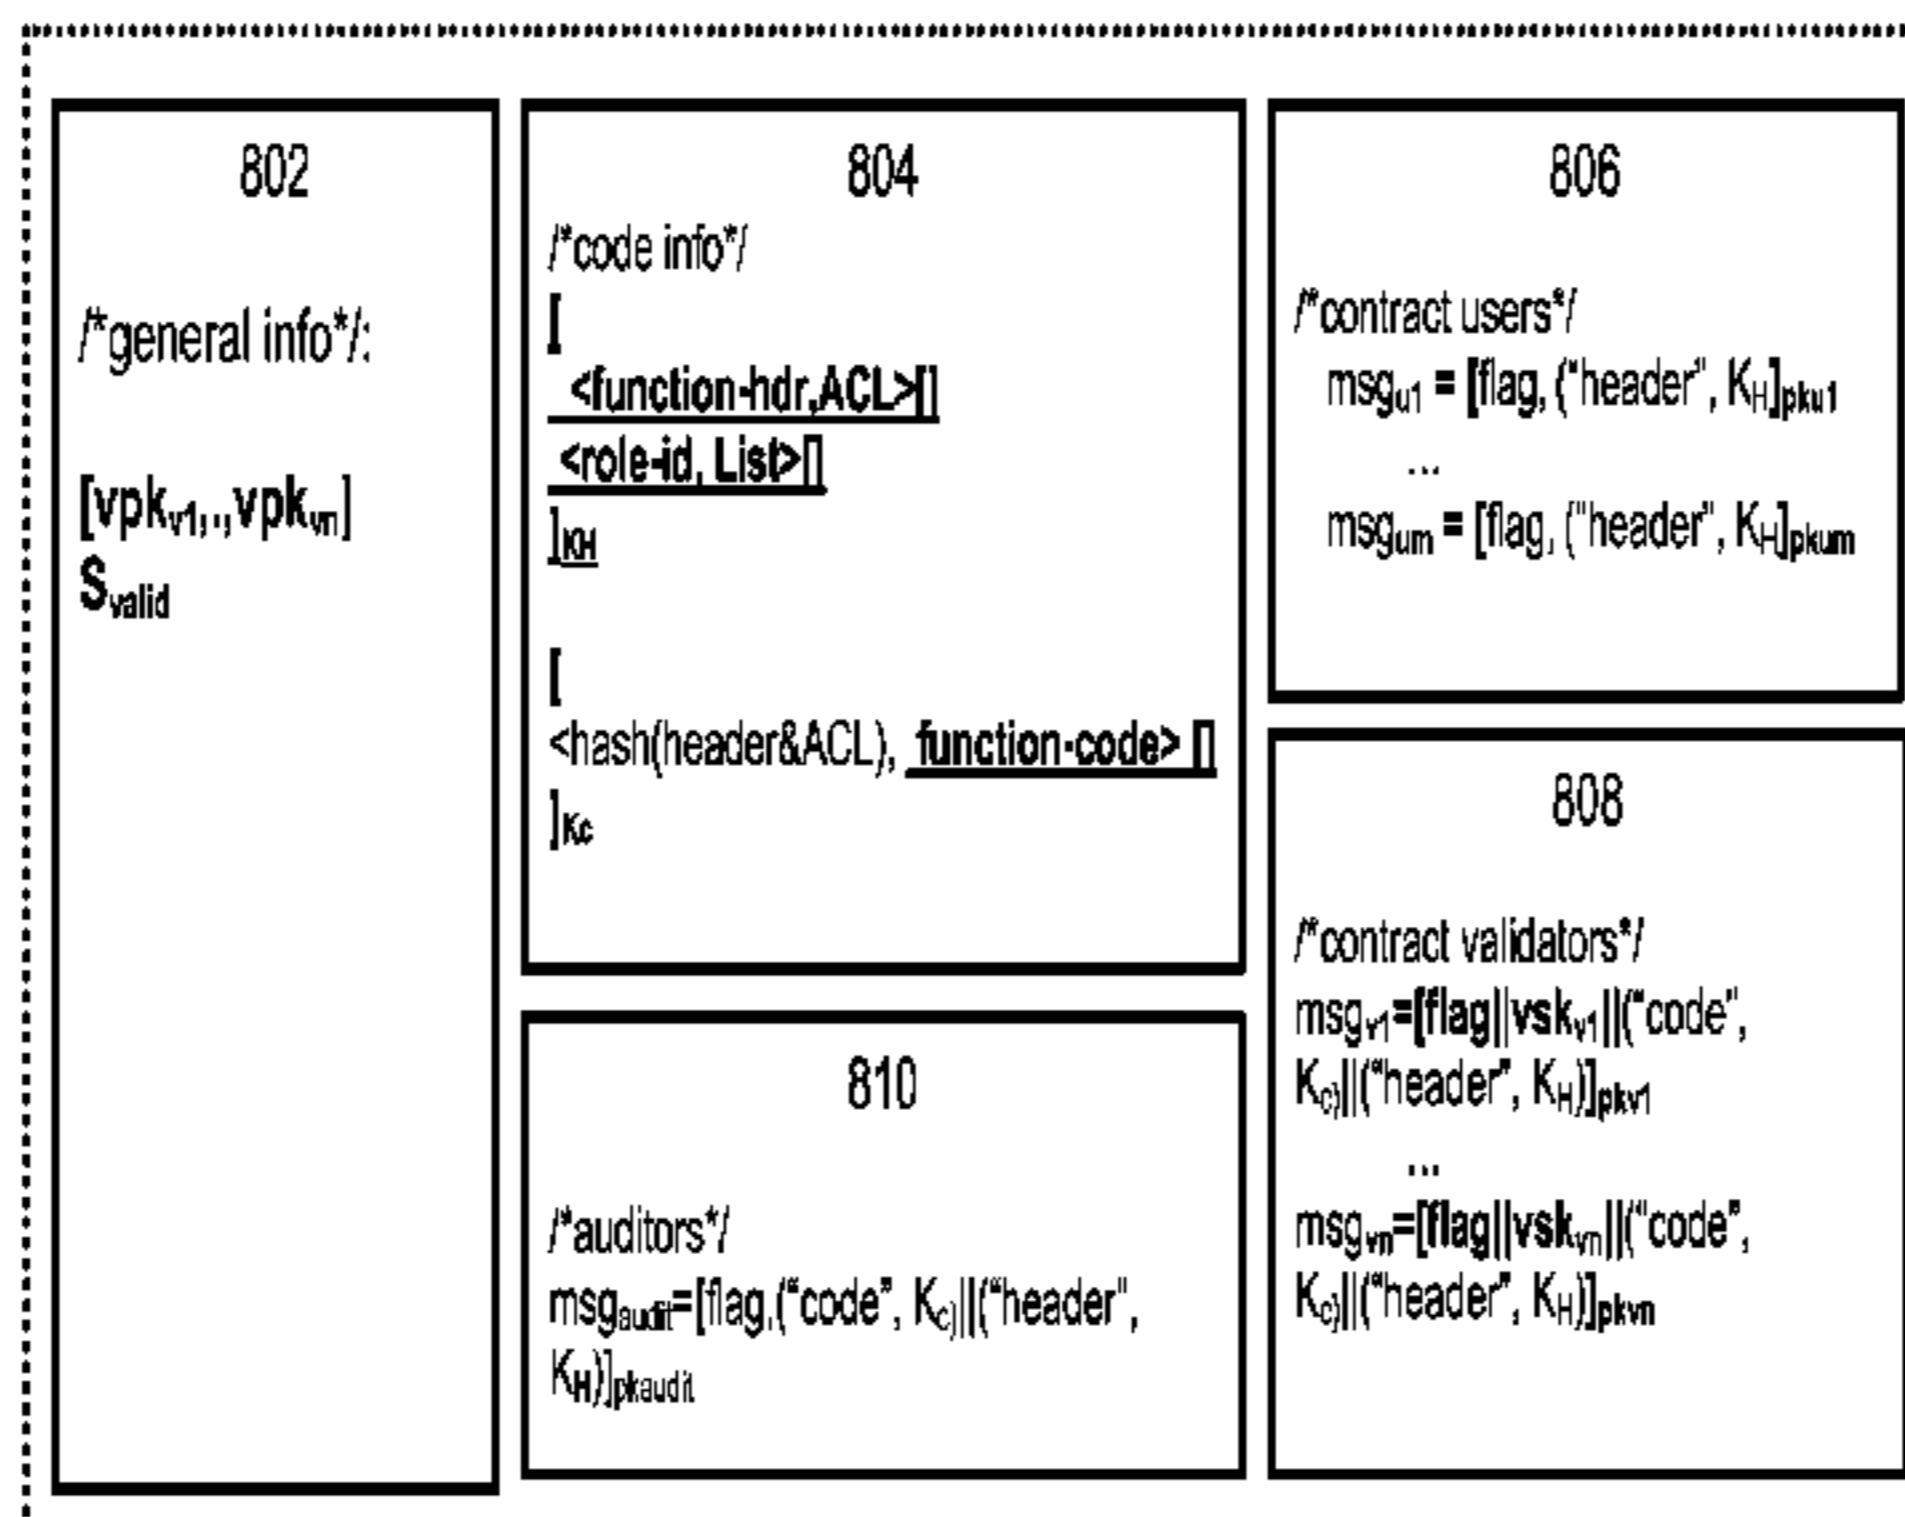 802
/*general info*/:
[vpkv1,.,vpkvn]
Svalid
804
/*code info*/
[
<function-hdr,ACL>[]
<role-id, List>[]
]KH
[
<hash(header&ACL), function-code> []
]Kc
806
/*contract users*/
msgu1 = [flag, ("header", KH]pku1
...
msgum = [flag, ("header", KH]pkum
808
/*contract validators*/
msgv1=[flag||vskv1||("code",
KC)||("header", KH)]pkv1
...
msgvn=[flag||vskvn||("code",
KC)||("header", KH)]pkvn
810
/*auditors*/
msgaudit=[flag,("code", KC)||("header",
KH)]pkaudit